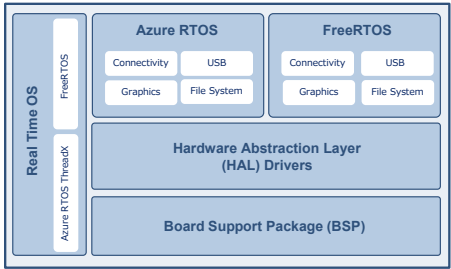 Real Time OS
FreeRTOS
Azure RTOS ThreadX
Azure RTOS
Connectivity
USB
Graphics
File System
FreeRTOS
Connectivity
USB
Graphics
File System
Hardware Abstraction Layer
(HAL) Drivers
Board Support Package (BSP)